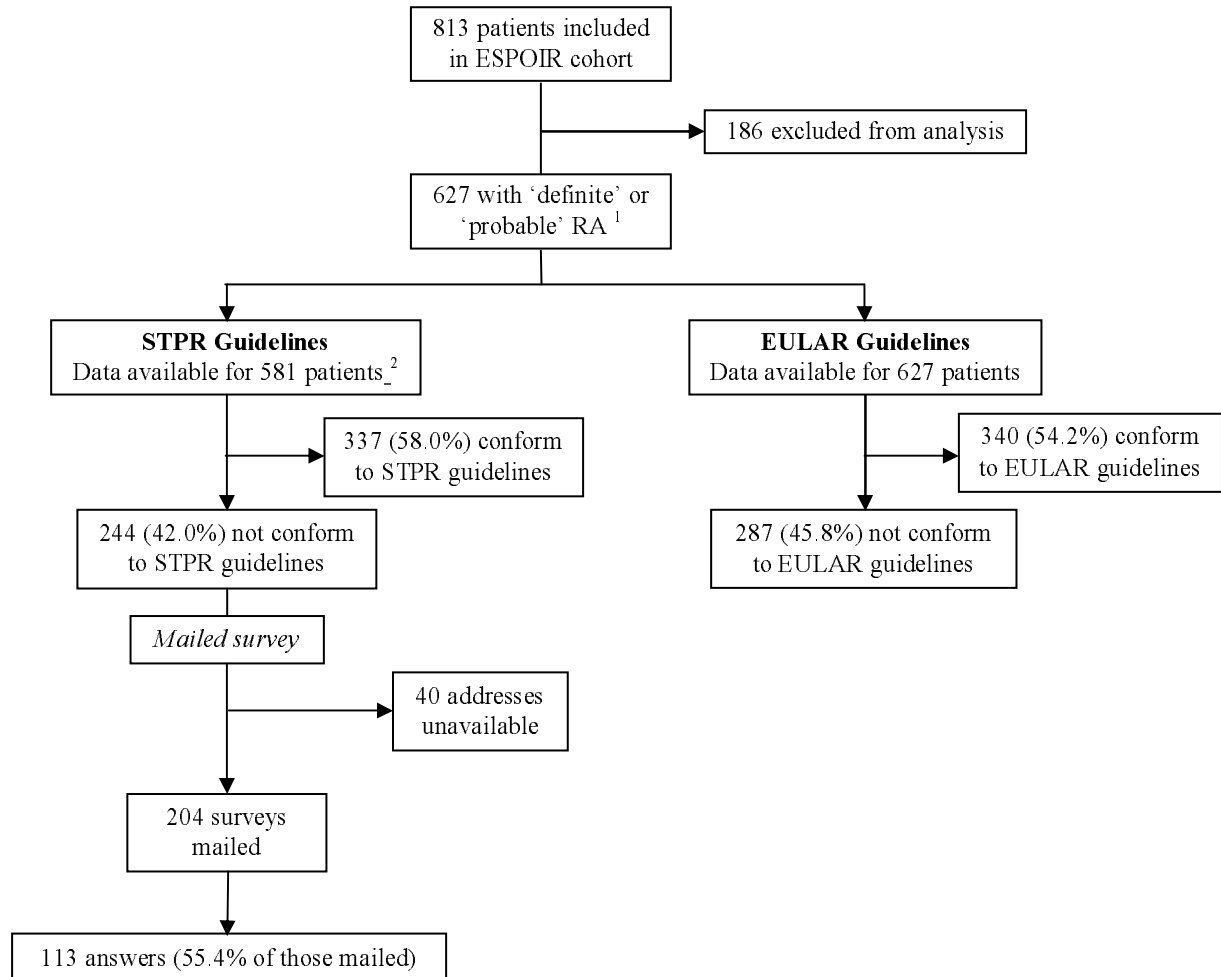 813 patients included
in ESPOIR cohort
186 excluded from analysis
627 with ‘definite’ or
‘probable’ RA 1
STPR Guidelines
Data available for 581 patients_2
EULAR Guidelines
Data available for 627 patients
337 (58.0%) conform
to STPR guidelines
340 (54.2%) conform
to EULAR guidelines
244 (42.0%) not conform
to STPR guidelines
287 (45.8%) not conform
to EULAR guidelines
Mailed survey
40 addresses
unavailable
204 surveys
mailed
113 answers (55.4% of those mailed)